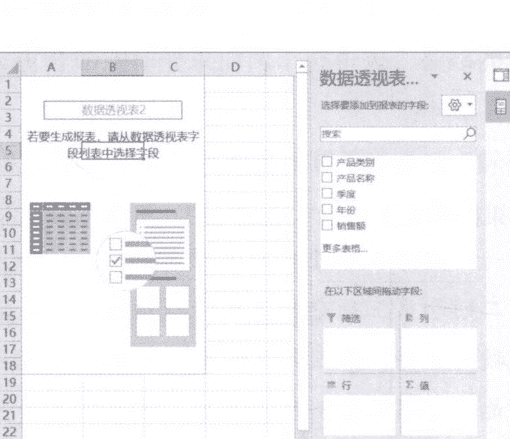 A B C D
1
2
3
4
5
6
7
8
9
10
11
12
13
14
15
16
17
18
19
20
21
22
数据透视表2
若要生成报表，请从数据透视表字
段列表中选择字段
数据透视表...
选择要添加到报表的字段:
搜索
产品类别
产品名称
季度
年份
销售额
更多表格...
在以下区域间拖动字段:
筛选
列
行
Σ 值